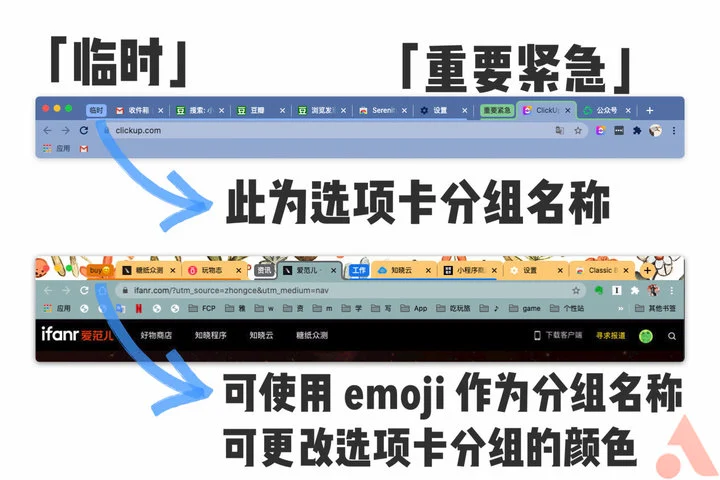 「临时」
「重要紧急」
临时 收件箱 豆 搜索: 豆 豆瓣 豆 浏览发 Sereni 设置 重要紧急 ClickU 公众号
clickup.com
应用
此为选项卡分组名称
buy 糖纸众测 玩物志 资讯 爱范儿 - 工作 知晓云 小程序商 设置 Classic B
ifanr.com/?utm_source=zhongce&utm_medium=nav
应用 FCP 雅 w 资 m 学 写 App 吃玩旅 ♪ game 个性站 » 其他书签
ifanr 爱范儿 好物商店 知晓程序 知晓云 糖纸众测 下载客户端 寻求报道
可使用 emoji 作为分组名称
可更改选项卡分组的颜色